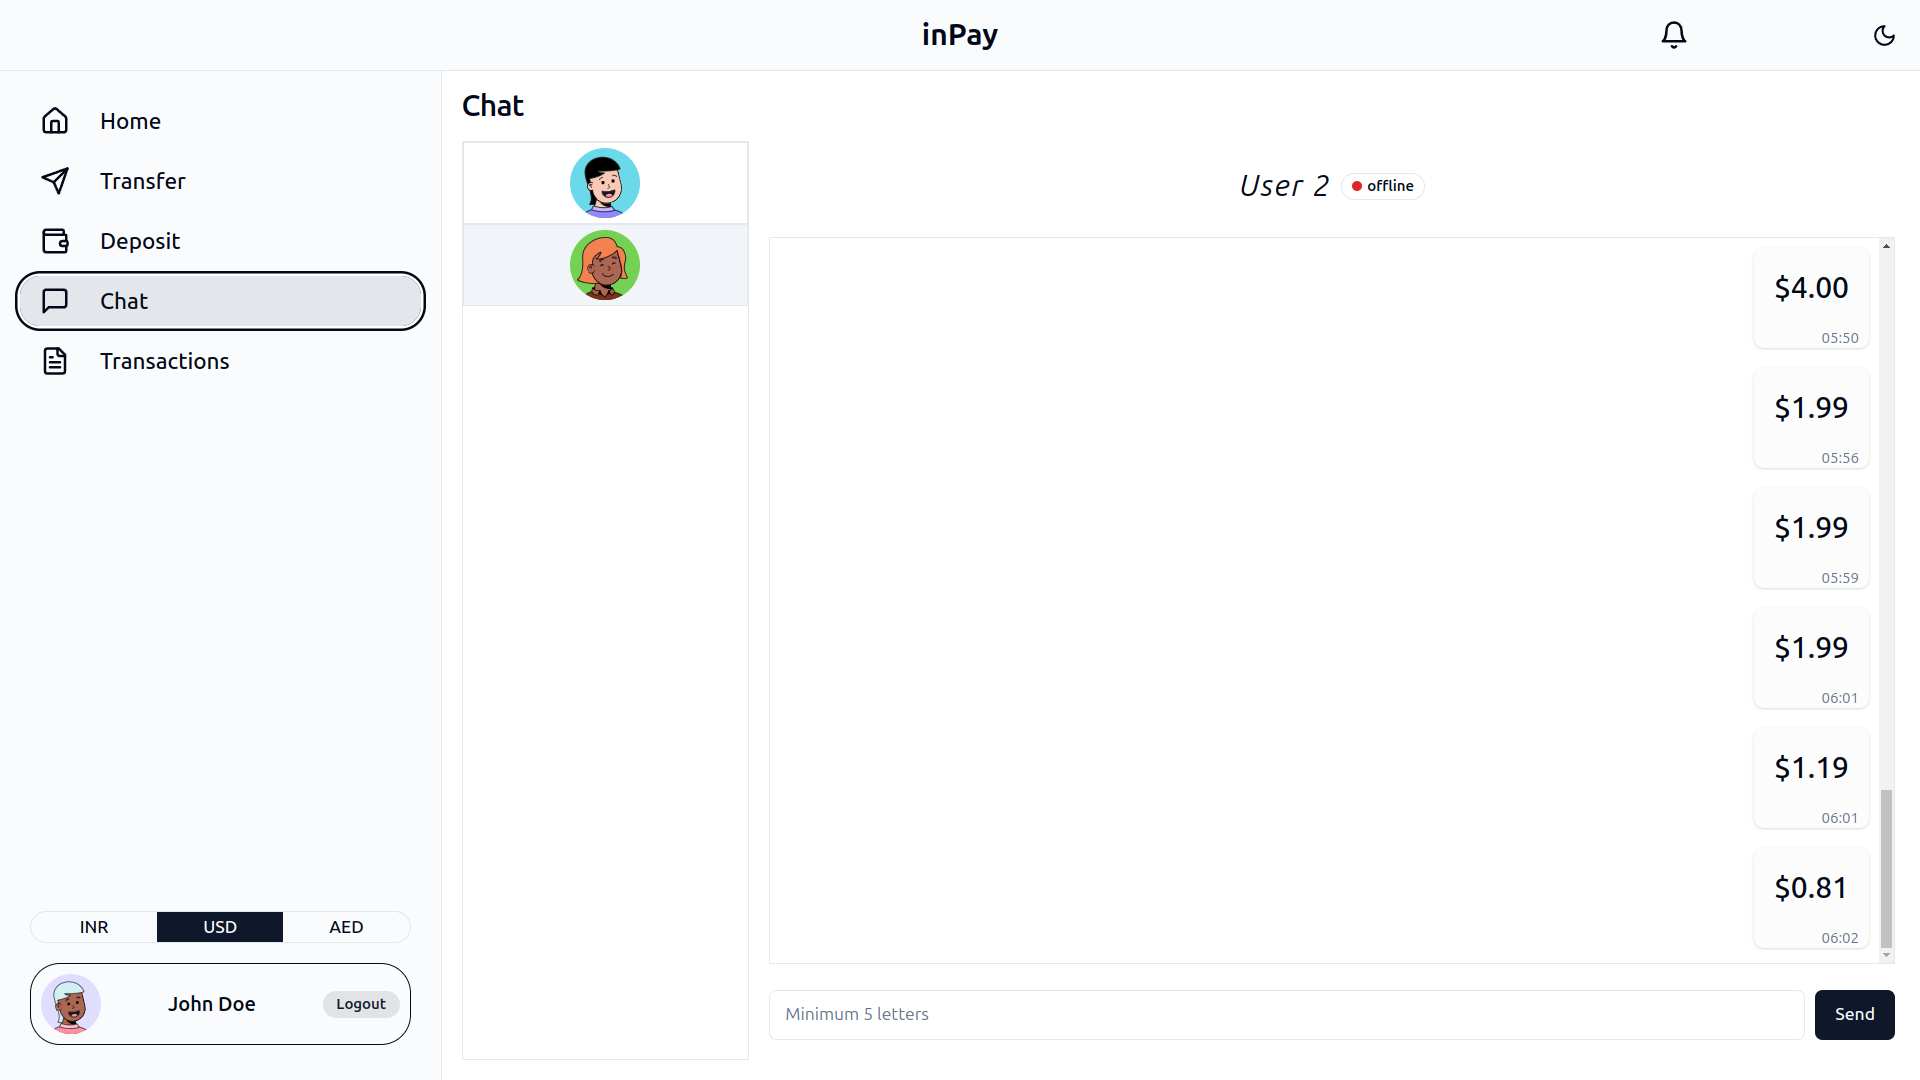 inPay
Home
Transfer
Deposit
Chat
Transactions
INR USD AED
John Doe Logout
Chat
User 2 offline
$4.00
05:50
$1.99
05:56
$1.99
05:59
$1.99
06:01
$1.19
06:01
$0.81
06:02
Minimum 5 letters Send